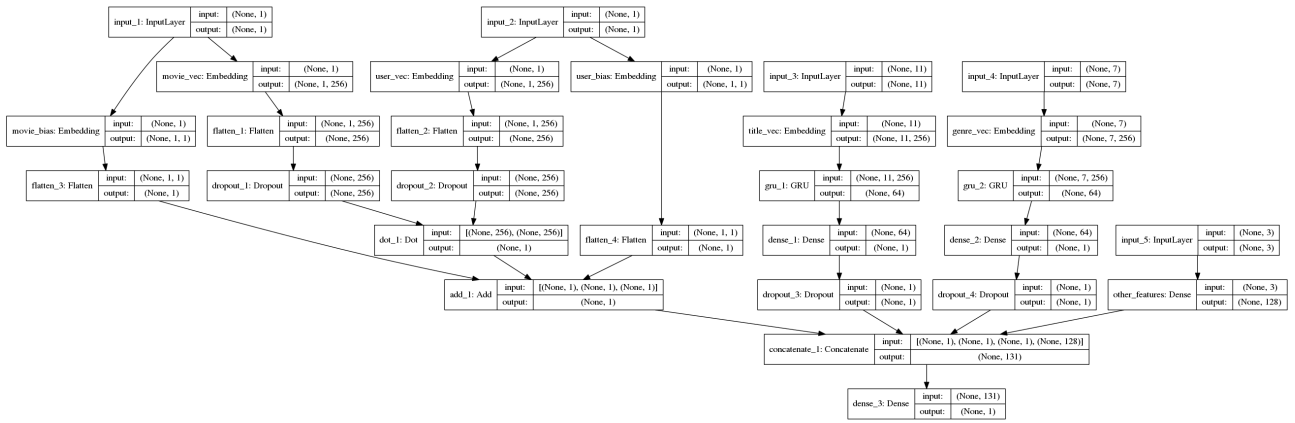 input_1: InputLayer input: (None, 1)
output: (None, 1)
input_2: InputLayer input: (None, 1)
output: (None, 1)
movie_vec: Embedding input: (None, 1)
output: (None, 1, 256)
user_vec: Embedding input: (None, 1)
output: (None, 1, 256)
user_bias: Embedding input: (None, 1)
output: (None, 1, 1)
input_3: InputLayer input: (None, 11)
output: (None, 11)
input_4: InputLayer input: (None, 7)
output: (None, 7)
movie_bias: Embedding input: (None, 1)
output: (None, 1, 1)
flatten_1: Flatten input: (None, 1, 256)
output: (None, 256)
flatten_2: Flatten input: (None, 1, 256)
output: (None, 256)
title_vec: Embedding input: (None, 11)
output: (None, 11, 256)
genre_vec: Embedding input: (None, 7)
output: (None, 7, 256)
flatten_3: Flatten input: (None, 1, 1)
output: (None, 1)
dropout_1: Dropout input: (None, 256)
output: (None, 256)
dropout_2: Dropout input: (None, 256)
output: (None, 256)
gru_1: GRU input: (None, 11, 256)
output: (None, 64)
gru_2: GRU input: (None, 7, 256)
output: (None, 64)
dot_1: Dot input: [(None, 256), (None, 256)]
output: (None, 1)
flatten_4: Flatten input: (None, 1, 1)
output: (None, 1)
dense_1: Dense input: (None, 64)
output: (None, 1)
dense_2: Dense input: (None, 64)
output: (None, 1)
input_5: InputLayer input: (None, 3)
output: (None, 3)
add_1: Add input: [(None, 1), (None, 1), (None, 1)]
output: (None, 1)
dropout_3: Dropout input: (None, 1)
output: (None, 1)
dropout_4: Dropout input: (None, 1)
output: (None, 1)
other_features: Dense input: (None, 3)
output: (None, 128)
concatenate_1: Concatenate input: [(None, 1), (None, 1), (None, 1), (None, 128)]
output: (None, 131)
dense_3: Dense input: (None, 131)
output: (None, 1)